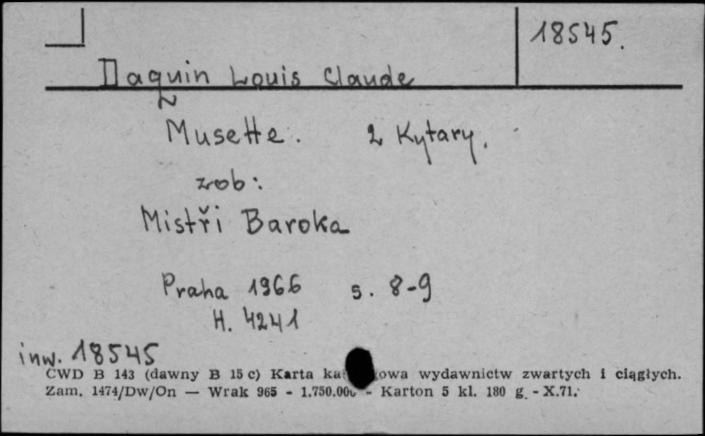 18545.
Daquin Louis Claude
Musette. 2 Kytary.
zob:
Mistři Baroka
Praha 1966 s. 8-9
H. 4241
inw. 18545
CWD B 143 (dawny B 15 c) Karta kat owa wydawnictw zwartych i ciągłych.
Zam. 1474/Dw/On — Wrak 965 - 1.750.000 - Karton 5 kl. 180 g. - X.71.